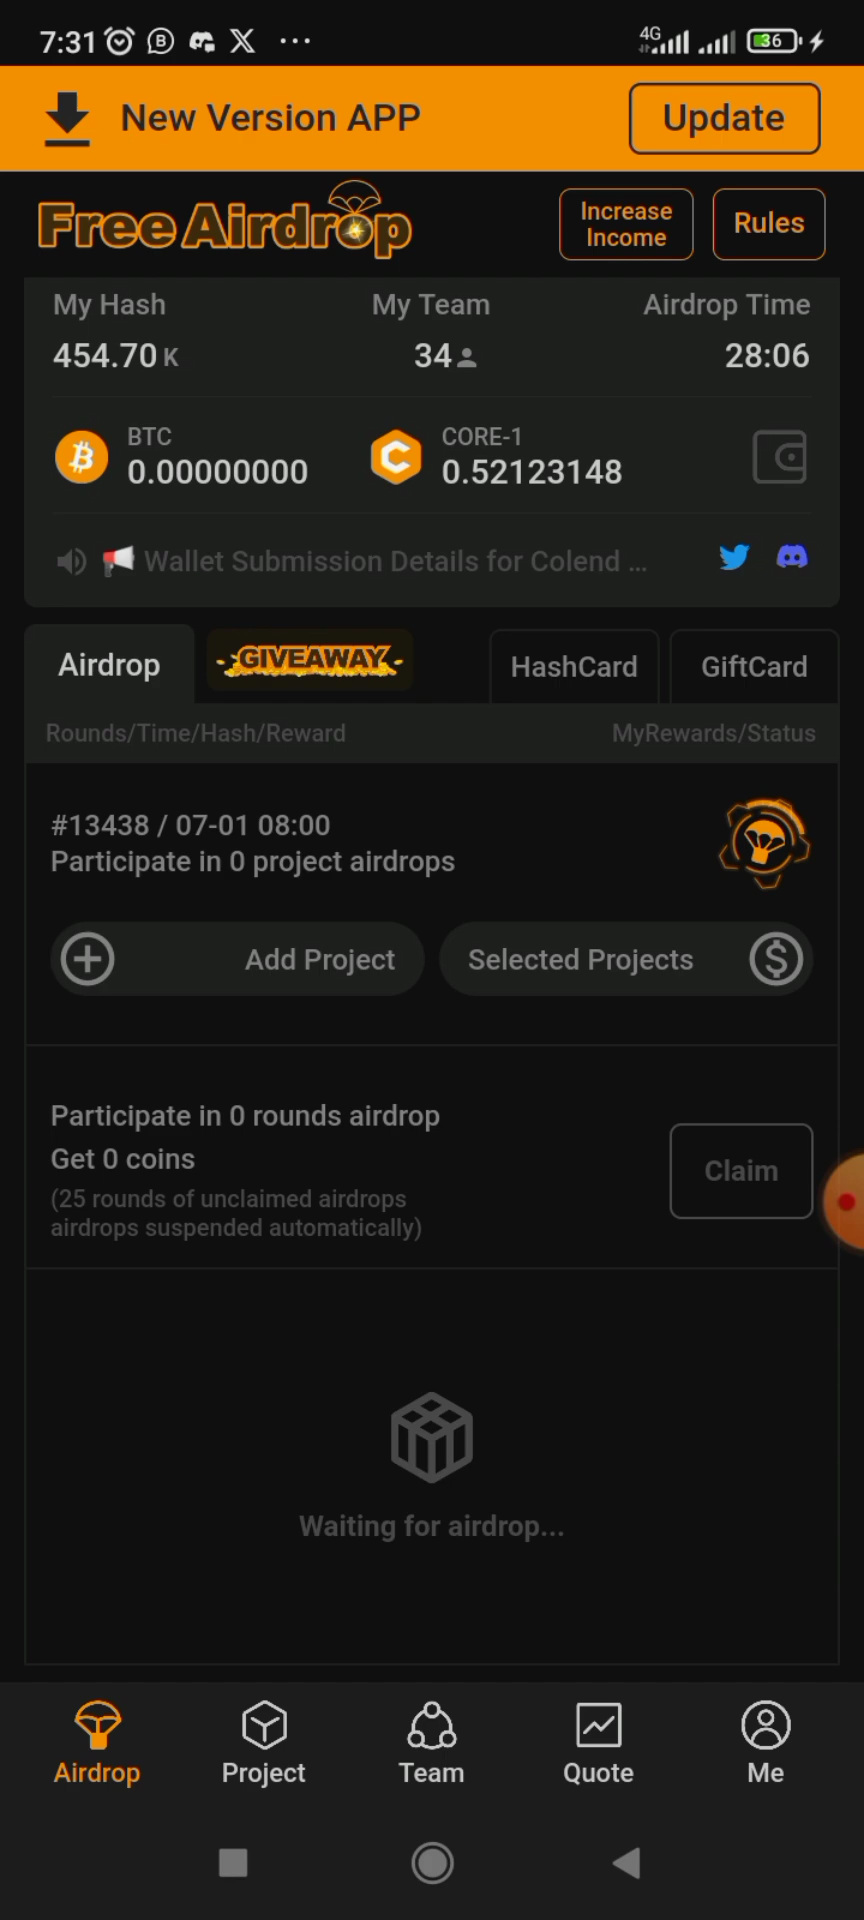 7:31
4G
36
New Version APP
Update
Free Airdrop
Increase
Income
Rules
My Hash
My Team
Airdrop Time
454.70 K
34
28:06
BTC
0.00000000
CORE-1
0.52123148
Wallet Submission Details for Colend ...
Airdrop
GIVEAWAY
HashCard
GiftCard
Rounds/Time/Hash/Reward
MyRewards/Status
#13438 / 07-01 08:00
Participate in 0 project airdrops
Add Project
Selected Projects
Participate in 0 rounds airdrop
Get 0 coins
(25 rounds of unclaimed airdrops
airdrops suspended automatically)
Claim
Waiting for airdrop...
Airdrop
Project
Team
Quote
Me